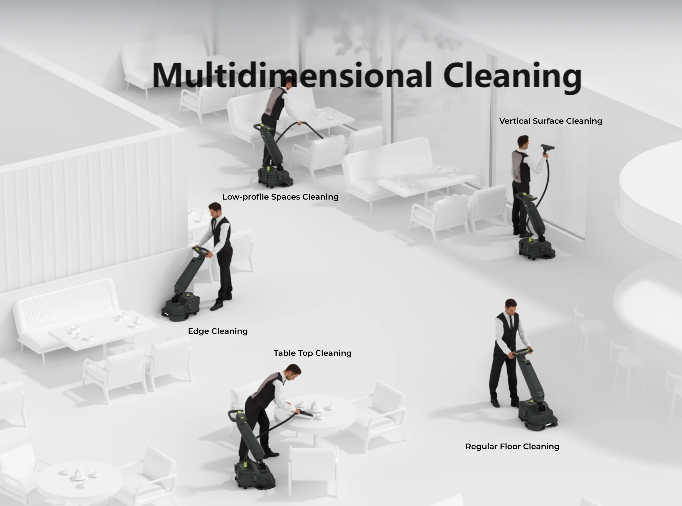 Multidimensional Cleaning
Vertical Surface Cleaning
Low-profile Spaces Cleaning
Edge Cleaning
Table Top Cleaning
Regular Floor Cleaning